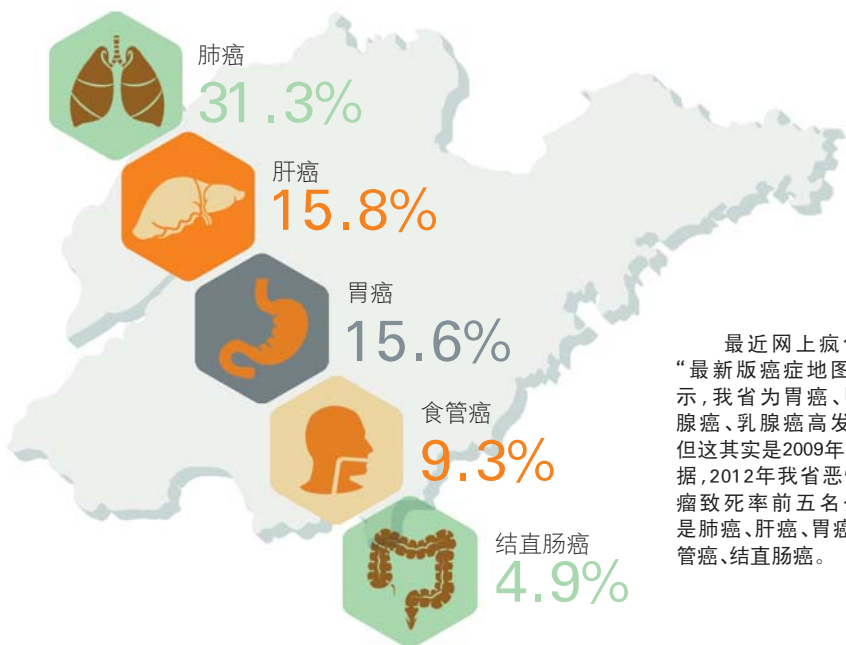 肺癌
31.3%
肝癌
15.8%
胃癌
15.6%
食管癌
9.3%
结直肠癌
4.9%
最近网上疯
“最新版癌症地图
示,我省为胃癌、
腺癌、乳腺癌高发
但这其实是2009年
据,2012年我省恶
瘤致死率前五名
是肺癌、肝癌、胃癌
管癌、结直肠癌。